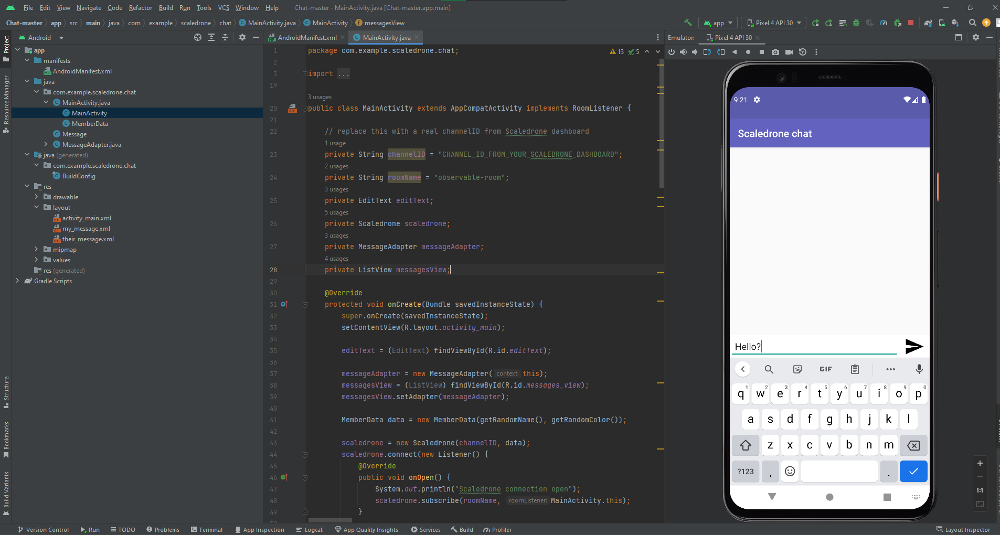 File Edit View Navigate Code Refactor Build Run Tools VCS Window Help Chat-master - MainActivity.java [Chat-master.app.main]
Chat-master app src main java com example scaledrone chat MainActivity.java MainActivity messagesView app Pixel 4 API 30
Project
Resource Manager
Structure
Bookmarks
Build Variants
Android
app
manifests
AndroidManifest.xml
java
com.example.scaledrone.chat
MainActivity.java
MainActivity
MemberData
Message
MessageAdapter.java
java (generated)
com.example.scaledrone.chat
BuildConfig
res
drawable
layout
activity_main.xml
my_message.xml
their_message.xml
mipmap
values
res (generated)
Gradle Scripts
AndroidManifest.xml MainActivity.java
13 5
1 package com.example.scaledrone.chat;
2
3 import ...
19
3 usages
20 public class MainActivity extends AppCompatActivity implements RoomListener {
21
22 // replace this with a real channelID from Scaledrone dashboard
1 usage
23 private String channelID = "CHANNEL_ID_FROM_YOUR_SCALEDRONE_DASHBOARD";
2 usages
24 private String roomName = "observable-room";
3 usages
25 private EditText editText;
5 usages
26 private Scaledrone scaledrone;
3 usages
27 private MessageAdapter messageAdapter;
4 usages
28 private ListView messagesView;
29
30 @Override
31 protected void onCreate(Bundle savedInstanceState) {
32 super.onCreate(savedInstanceState);
33 setContentView(R.layout.activity_main);
34
35 editText = (EditText) findViewById(R.id.editText);
36
37 messageAdapter = new MessageAdapter( context: this);
38 messagesView = (ListView) findViewById(R.id.messages_view);
39 messagesView.setAdapter(messageAdapter);
40
41 MemberData data = new MemberData(getRandomName(), getRandomColor());
42
43 scaledrone = new Scaledrone(channelID, data);
44 scaledrone.connect(new Listener() {
45 @Override
46 public void onOpen() {
47 System.out.println("Scaledrone connection open");
48 scaledrone.subscribe(roomName, roomListener: MainActivity.this);
49 }
Emulator: Pixel 4 API 30
9:21
Scaledrone chat
Hello?
GIF
q1 w2 e3 r4 t5 y6 u7 i8 o9 p0
a s d f g h j k l
z x c v b n m
?123 , .
1:1
Version Control Run TODO Problems Terminal App Inspection Logcat App Quality Insights Services Build Profiler Layout Inspector